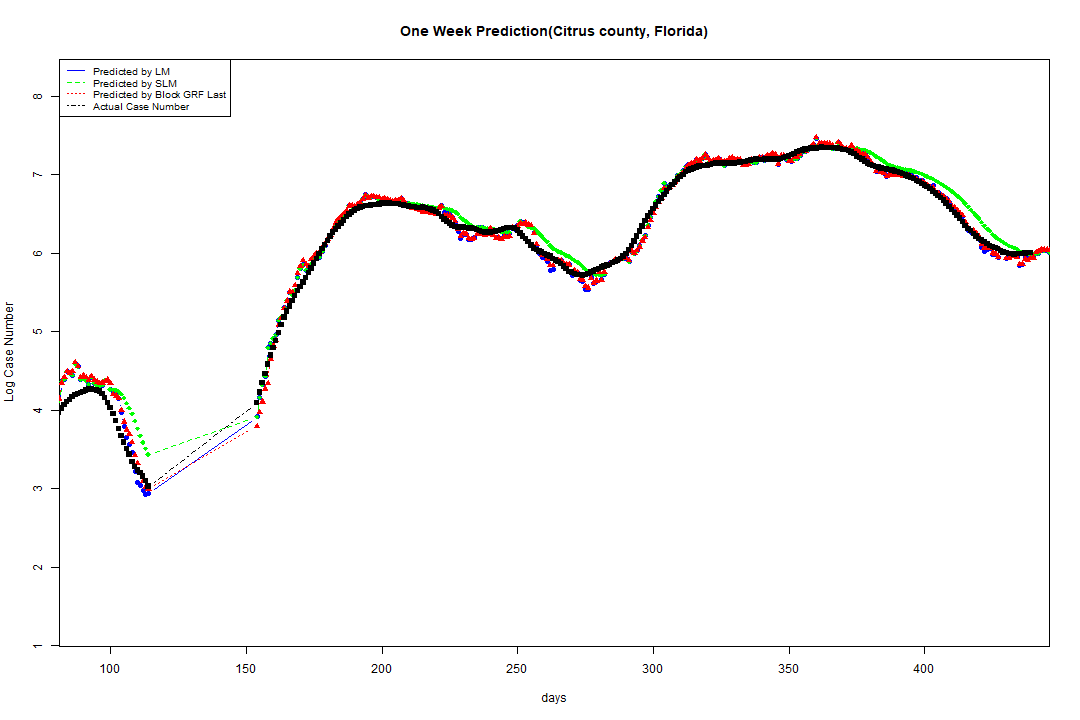 One Week Prediction(Citrus county, Florida)
Predicted by LM
Predicted by SLM
Predicted by Block GRF Last
Actual Case Number
8
7
6
5
4
3
2
1
Log Case Number
100 150 200 250 300 350 400
days